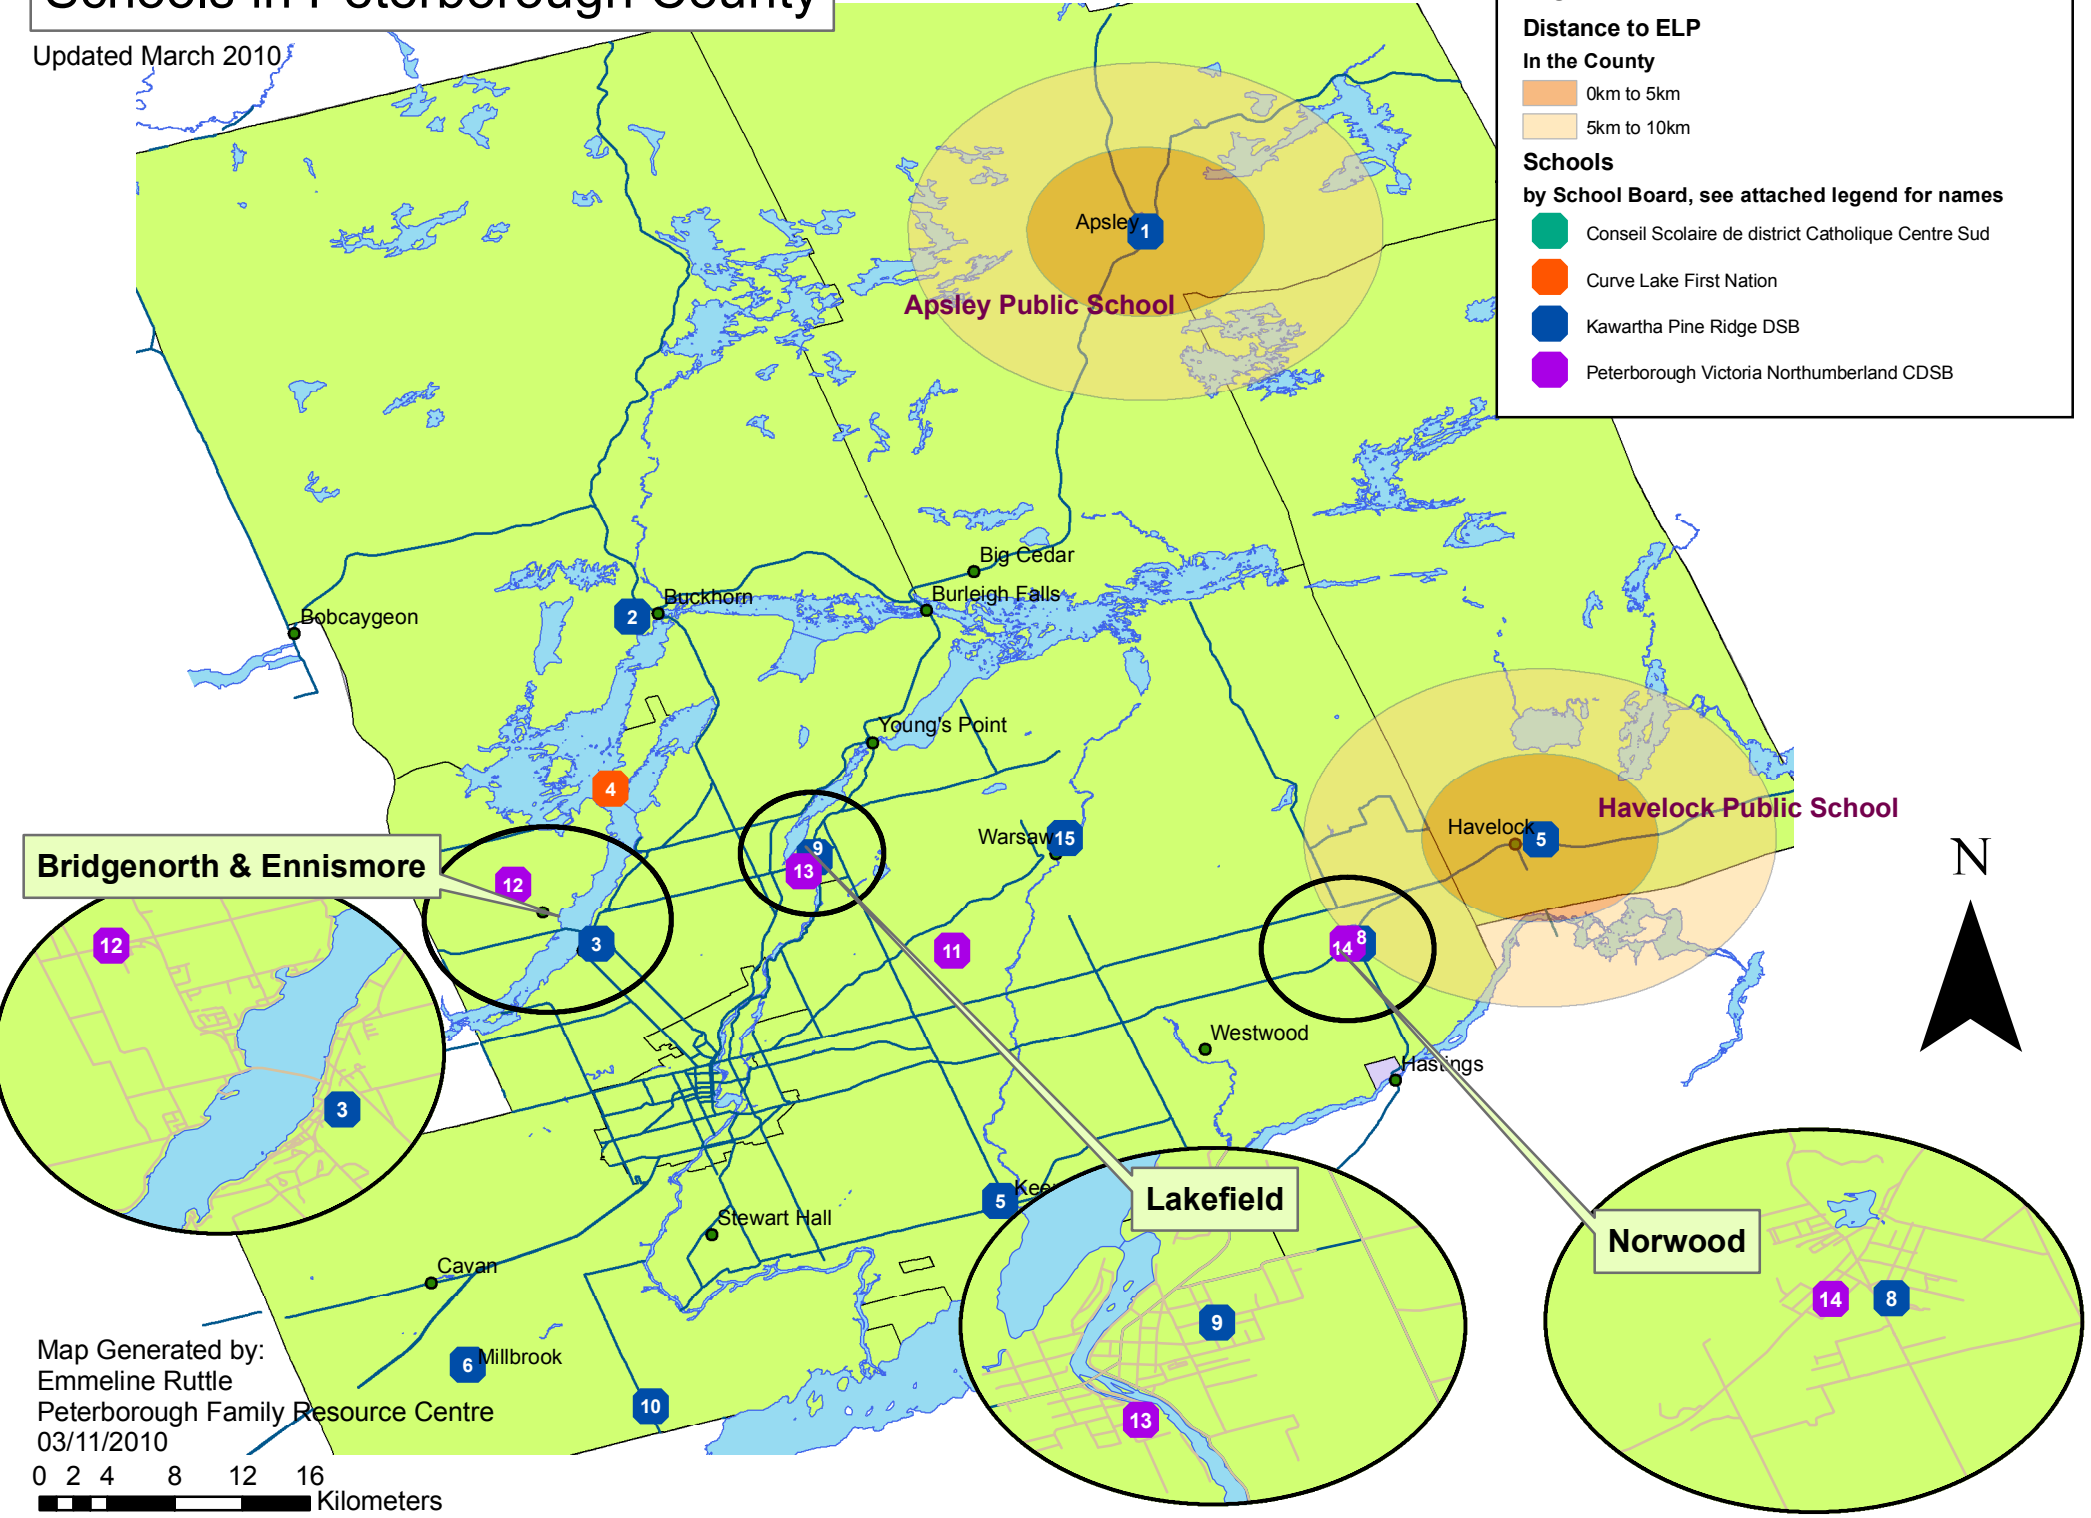 Schools in Peterborough County
Updated March 2010
Distance to ELP
In the County
0km to 5km
5km to 10km
Schools
by School Board, see attached legend for names
Conseil Scolaire de district Catholique Centre Sud
Curve Lake First Nation
Kawartha Pine Ridge DSB
Peterborough Victoria Northumberland CDSB
Apsley
1
Apsley Public School
Big Cedar
Buckhorn
Burleigh Falls
2
Bobcaygeon
Young's Point
4
Havelock Public School
Havelock
5
Warsaw
15
9
13
Bridgenorth & Ennismore
12
3
11
14
8
N
12
3
Westwood
Hastings
5
Lakefield
Norwood
Stewart Hall
Cavan
9
13
14
8
6
Millbrook
10
Map Generated by:
Emmeline Ruttle
Peterborough Family Resource Centre
03/11/2010
0 2 4 8 12 16
Kilometers